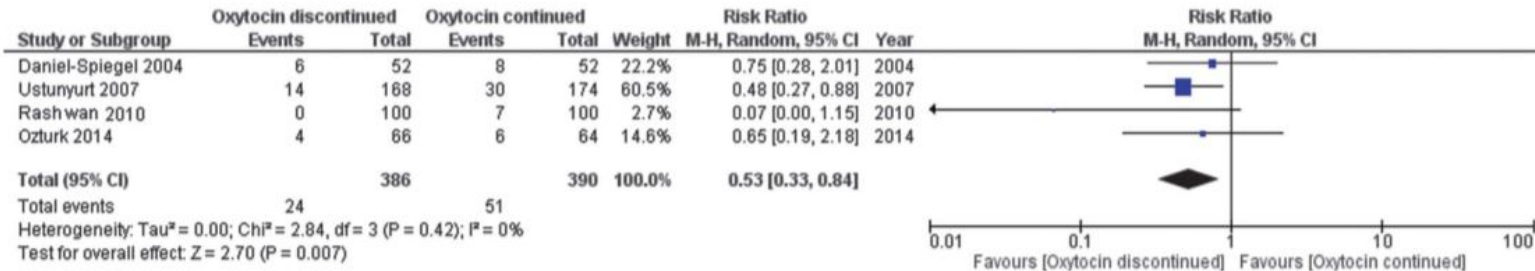 Oxytocin discontinued Oxytocin continued Risk Ratio Risk Ratio
Study or Subgroup Events Total Events Total Weight M-H, Random, 95% CI Year M-H, Random, 95% CI
Daniel-Spiegel 2004 6 52 8 52 22.2% 0.75 [0.28, 2.01] 2004
Ustunyurt 2007 14 168 30 174 60.5% 0.48 [0.27, 0.88] 2007
Rashwan 2010 0 100 7 100 2.7% 0.07 [0.00, 1.15] 2010
Ozturk 2014 4 66 6 64 14.6% 0.65 [0.19, 2.18] 2014
Total (95% CI) 386 390 100.0% 0.53 [0.33, 0.84]
Total events 24 51
Heterogeneity: Tau² = 0.00; Chi² = 2.84, df = 3 (P = 0.42); I² = 0%
Test for overall effect: Z = 2.70 (P = 0.007)
0.01 0.1 1 10 100
Favours [Oxytocin discontinued] Favours [Oxytocin continued]